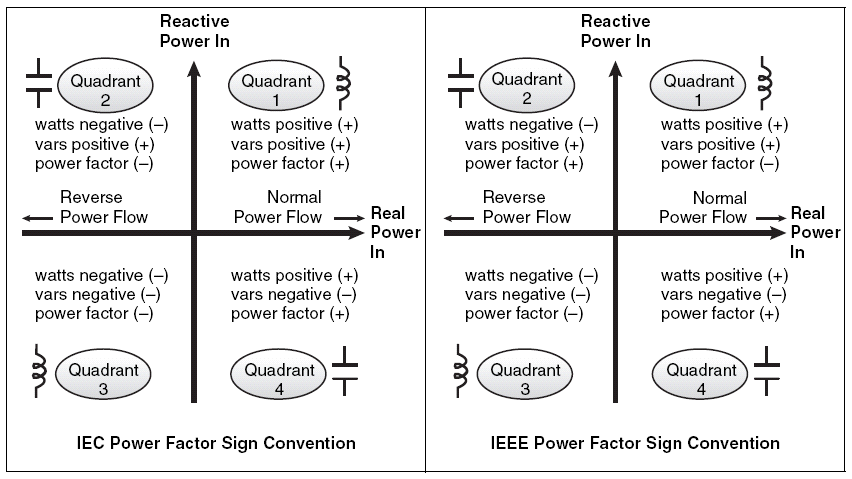 Reactive
Power In
Quadrant
2
Quadrant
1
watts negative (–)
vars positive (+)
power factor (–)
watts positive (+)
vars positive (+)
power factor (+)
Reverse
Power Flow
Normal
Power Flow
Real
Power
In
watts negative (–)
vars negative (–)
power factor (–)
watts positive (+)
vars negative (–)
power factor (+)
Quadrant
3
Quadrant
4
IEC Power Factor Sign Convention
Reactive
Power In
Quadrant
2
Quadrant
1
watts negative (–)
vars positive (+)
power factor (+)
watts positive (+)
vars positive (+)
power factor (–)
Reverse
Power Flow
Normal
Power Flow
Real
Power
In
watts negative (–)
vars negative (–)
power factor (–)
watts positive (+)
vars negative (–)
power factor (+)
Quadrant
3
Quadrant
4
IEEE Power Factor Sign Convention